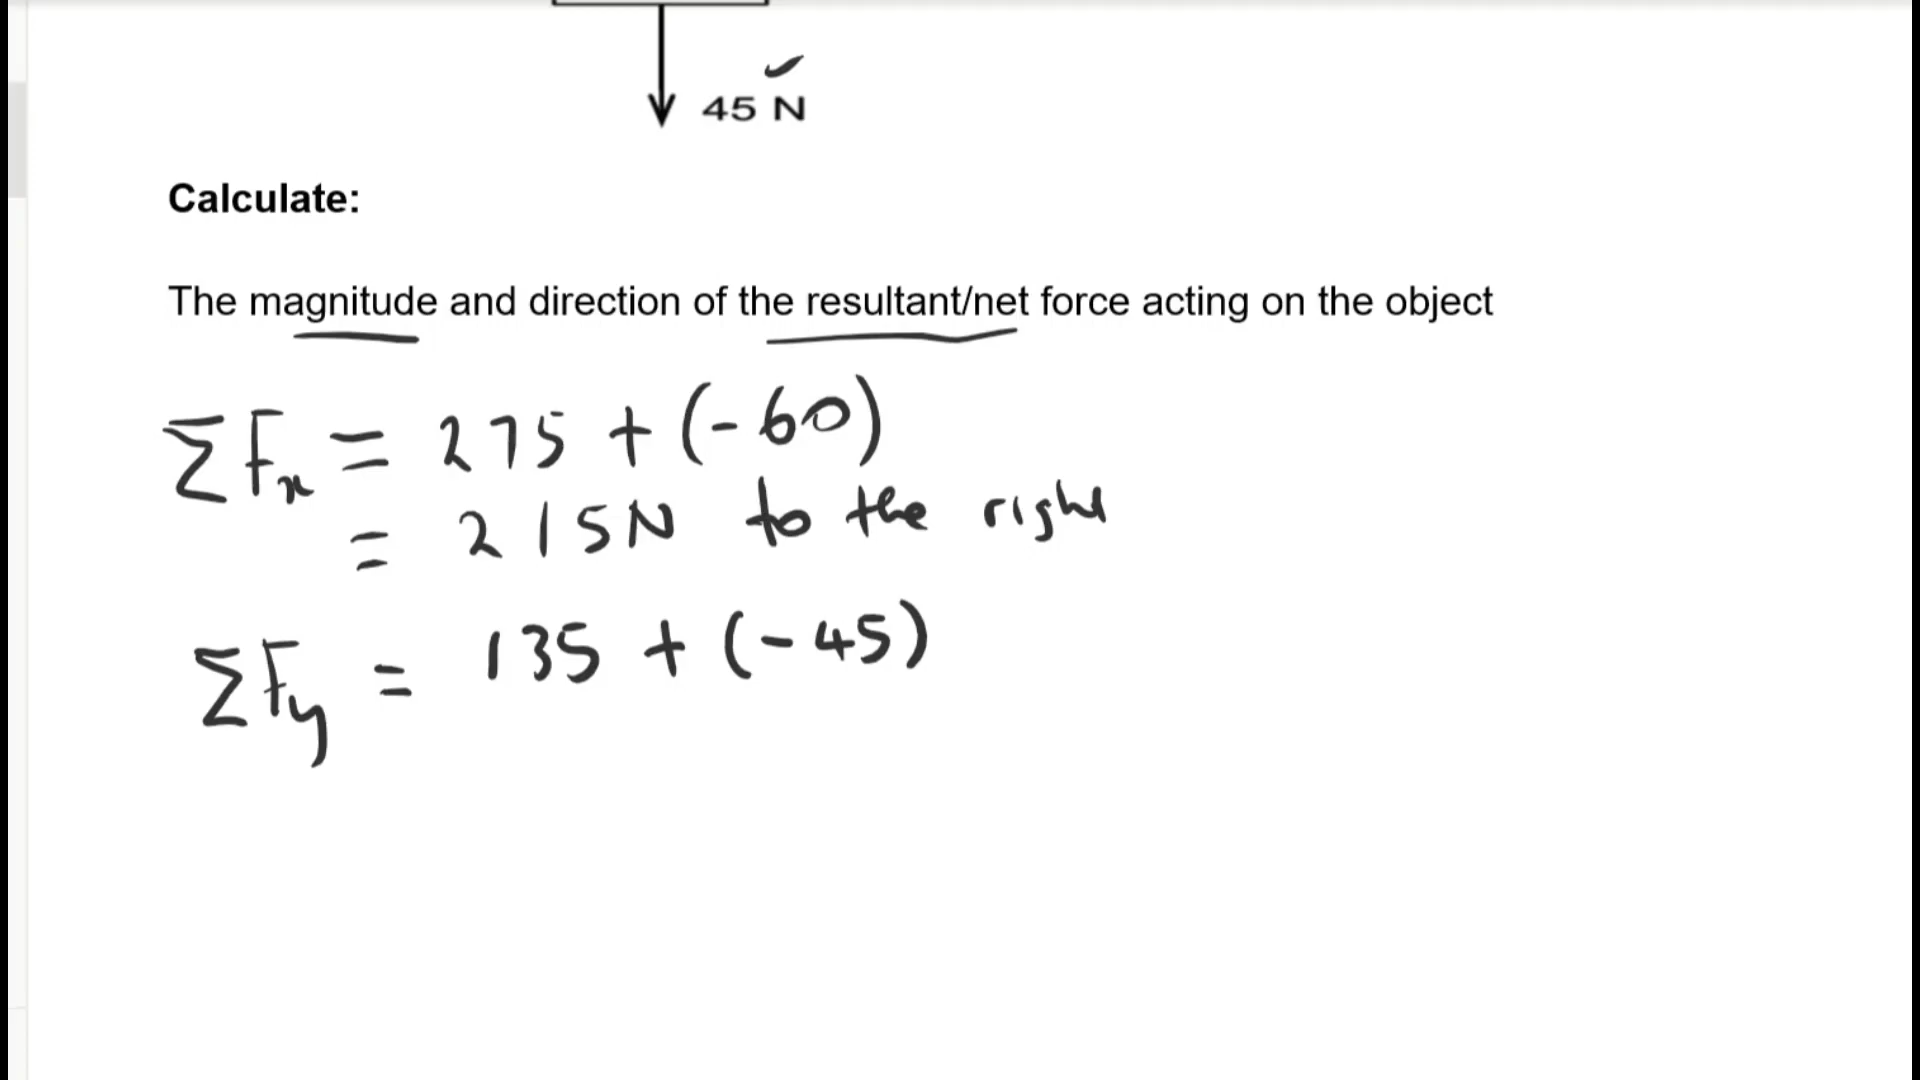 45 N
Calculate:
The magnitude and direction of the resultant/net force acting on the object
ΣFx = 275 + (-60)
= 215N to the right
ΣFy = 135 + (-45)